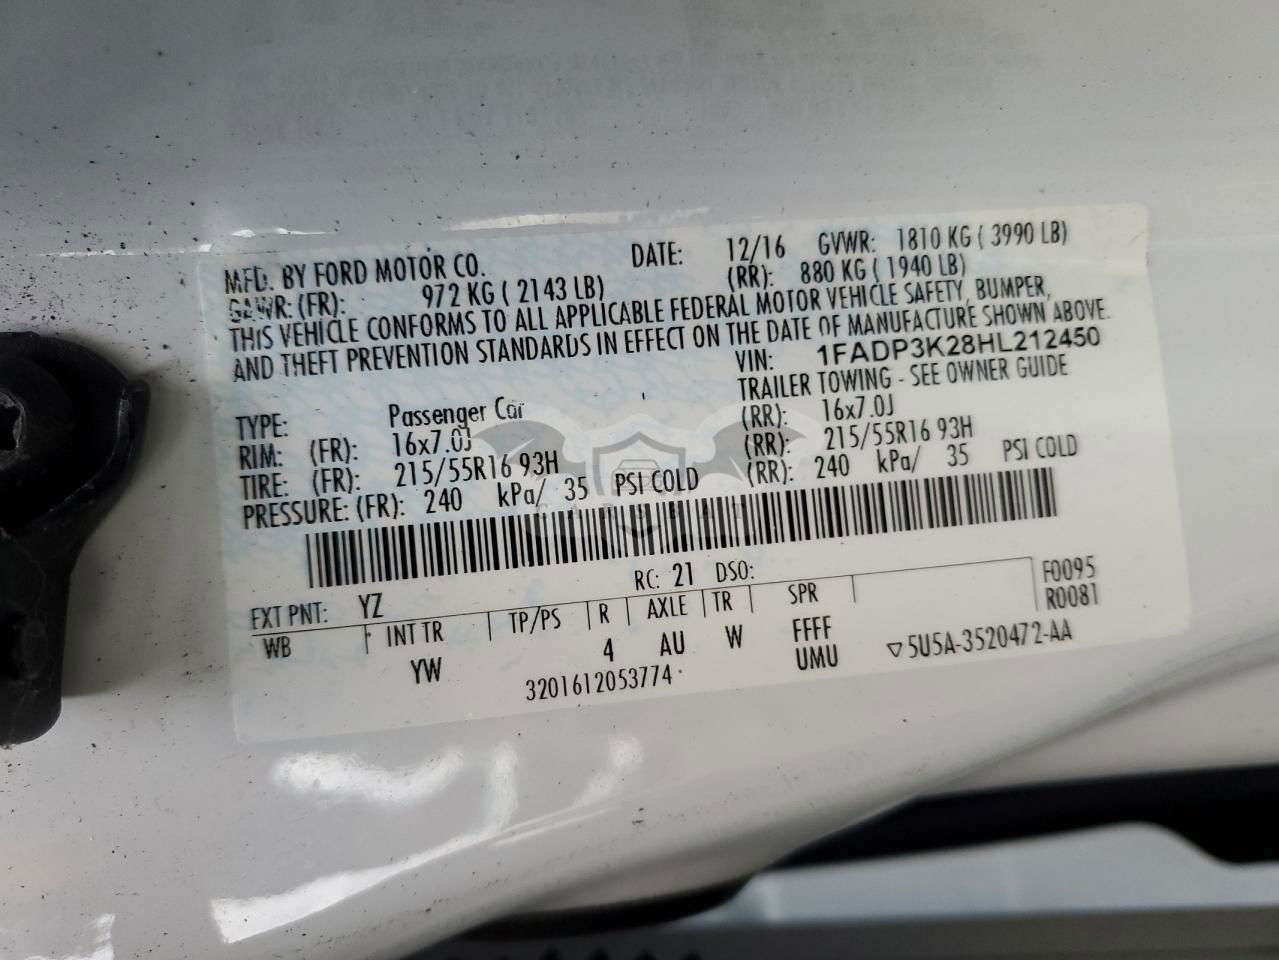 MFD. BY FORD MOTOR CO. DATE: 12/16 GVWR: 1810 KG ( 3990 LB)
GAWR: (FR): 972 KG ( 2143 LB) (RR): 880 KG ( 1940 LB)
THIS VEHICLE CONFORMS TO ALL APPLICABLE FEDERAL MOTOR VEHICLE SAFETY, BUMPER,
AND THEFT PREVENTION STANDARDS IN EFFECT ON THE DATE OF MANUFACTURE SHOWN ABOVE.
VIN: 1FADP3K28HL212450
TYPE: Passenger Car TRAILER TOWING - SEE OWNER GUIDE
RIM: (FR): 16x7.0J (RR): 16x7.0J
TIRE: (FR): 215/55R16 93H (RR): 215/55R16 93H
PRESSURE: (FR): 240 kPa/ 35 PSI COLD (RR): 240 kPa/ 35 PSI COLD
CARSBAT
RC: 21 DSO:
EXT PNT: YZ F0095
WB INT TR TP/PS R AXLE TR SPR R0081
YW 4 AU W FFFF
UMU ▽5U5A-3520472-AA
3201612053774